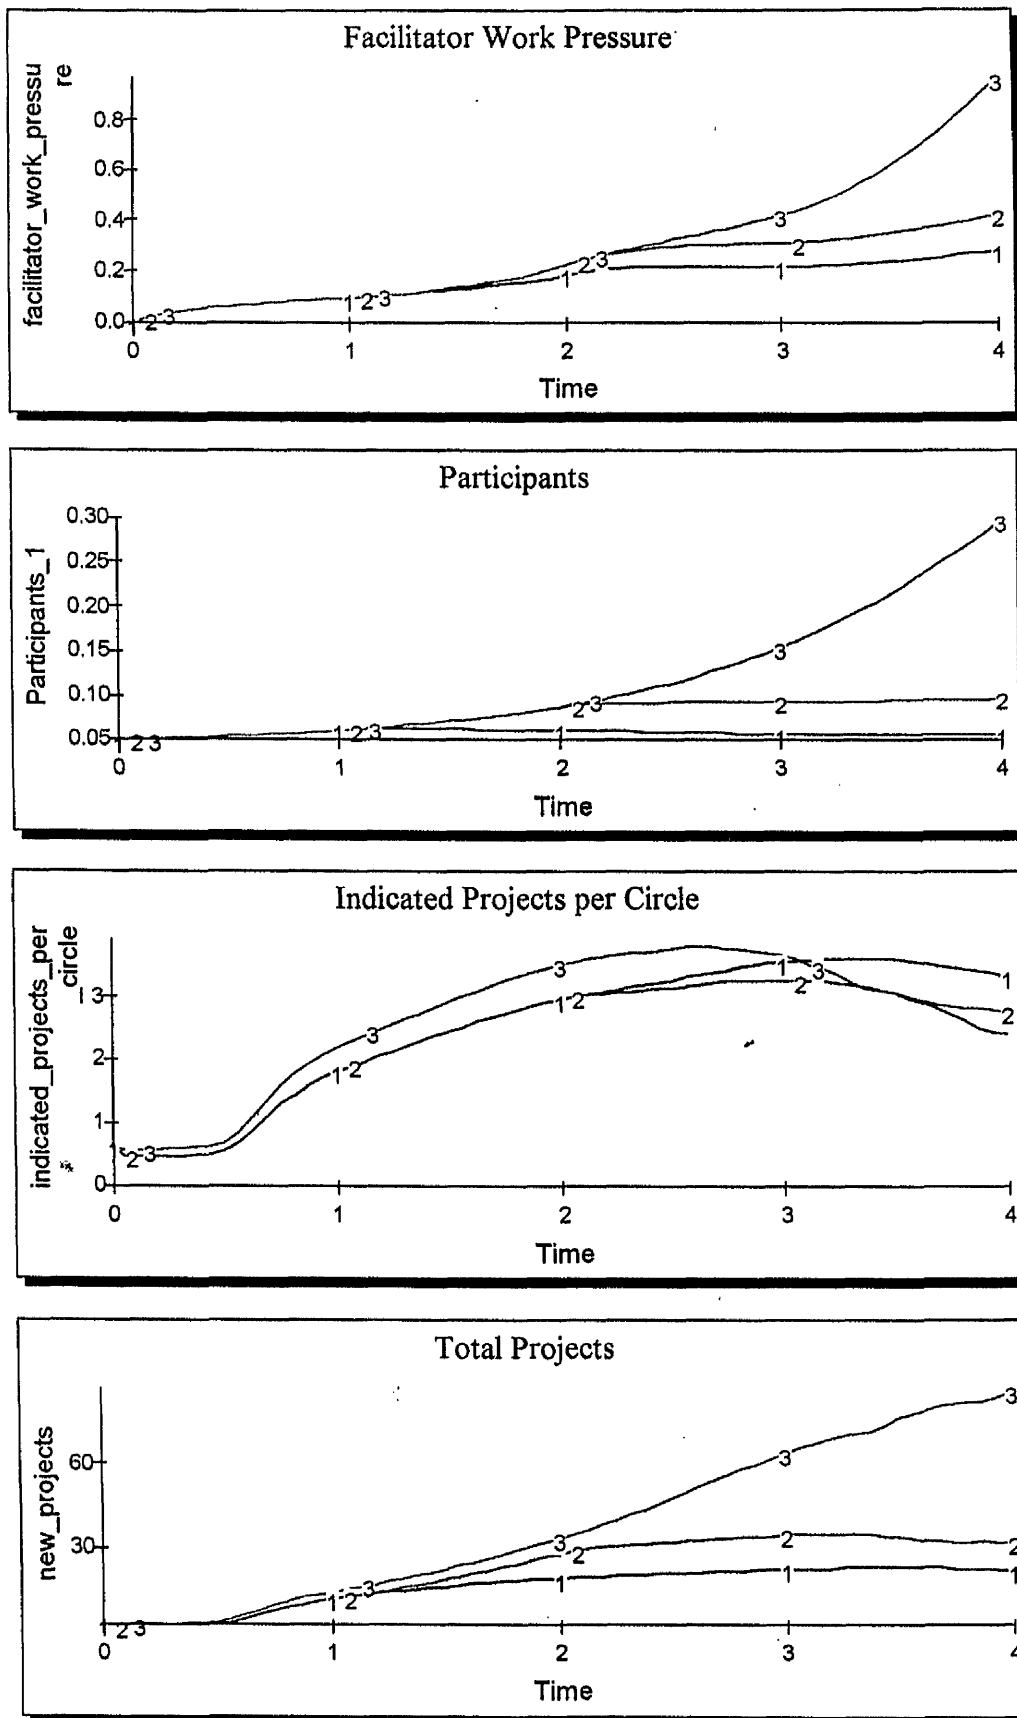 Facilitator Work Pressure
facilitator_work_pressu
re
0.8
0.6
0.4
0.2
0.0
0 1 2 3 4
Time
1 2 3
1 2 3
1 2 3
1 2 3
2 3
Participants
Participants_1
0.30
0.25
0.20
0.15
0.10
0.05
0 1 2 3 4
Time
1 2 3
1 2 3
1 2 3
1 2 3
2 3
Indicated Projects per Circle
indicated_projects_per
_circle
3
2
1
0
0 1 2 3 4
Time
2 3
1 2 3
1 2 3
1 2 3
1 2
Total Projects
new_projects
60
30
0 1 2 3 4
Time
2 3
1 2 3
1 2 3
1 2 3
1 2 3